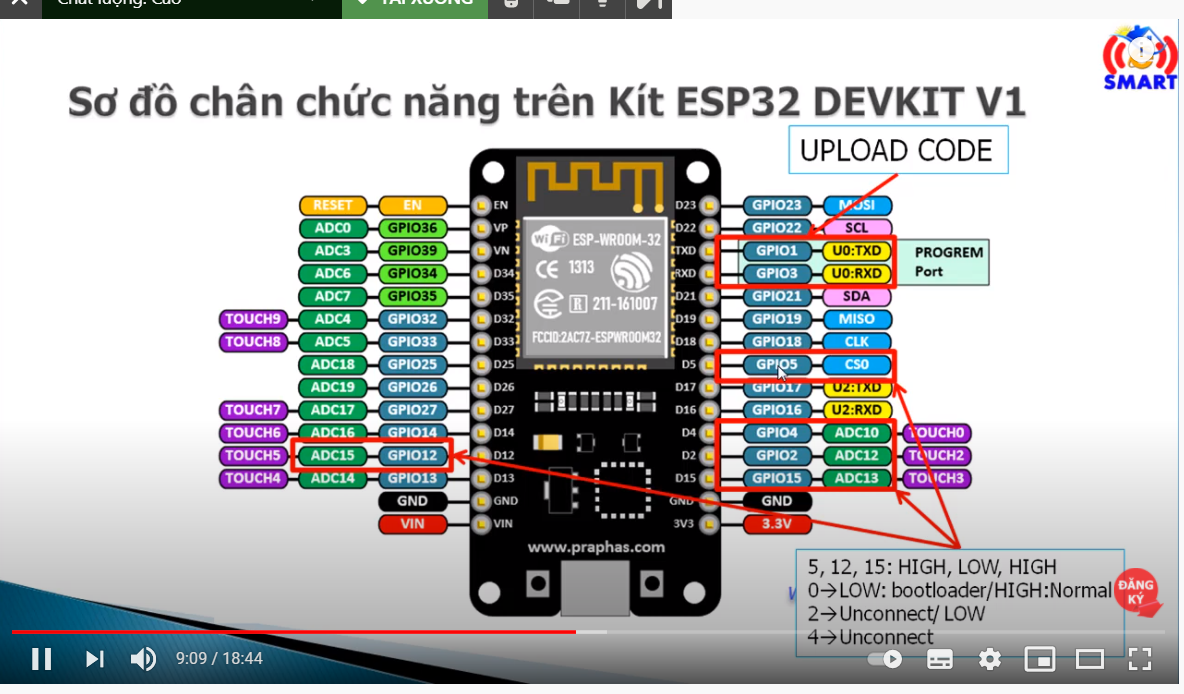 Chất lượng: Cao
TẢI XUỐNG
SMART
Sơ đồ chân chức năng trên Kít ESP32 DEVKIT V1
UPLOAD CODE
RESET EN EN D23 GPIO23 MOSI
ADC0 GPIO36 VP D22 GPIO22 SCL
ADC3 GPIO39 VN TXD GPIO1 U0:TXD
ADC6 GPIO34 D34 RXD GPIO3 U0:RXD
PROGREM
Port
ADC7 GPIO35 D35 D21 GPIO21 SDA
TOUCH9 ADC4 GPIO32 D32 D19 GPIO19 MISO
TOUCH8 ADC5 GPIO33 D33 D18 GPIO18 CLK
ADC18 GPIO25 D25 D5 GPIO5 CS0
ADC19 GPIO26 D26 D17 GPIO17 U2:TXD
TOUCH7 ADC17 GPIO27 D27 D16 GPIO16 U2:RXD
TOUCH6 ADC16 GPIO14 D14 D4 GPIO4 ADC10 TOUCH0
TOUCH5 ADC15 GPIO12 D12 D2 GPIO2 ADC12 TOUCH2
TOUCH4 ADC14 GPIO13 D13 D15 GPIO15 ADC13 TOUCH3
GND GND GND GND
VIN VIN 3V3 3.3V
WiFi ESP-WROOM-32
CE 1313
R 211-161007
FCCID:2AC7Z-ESPWROOM32
www.praphas.com
5, 12, 15: HIGH, LOW, HIGH
0→LOW: bootloader/HIGH:Normal
2→Unconnect/ LOW
4→Unconnect
ĐĂNG
KÝ
9:09 / 18:44